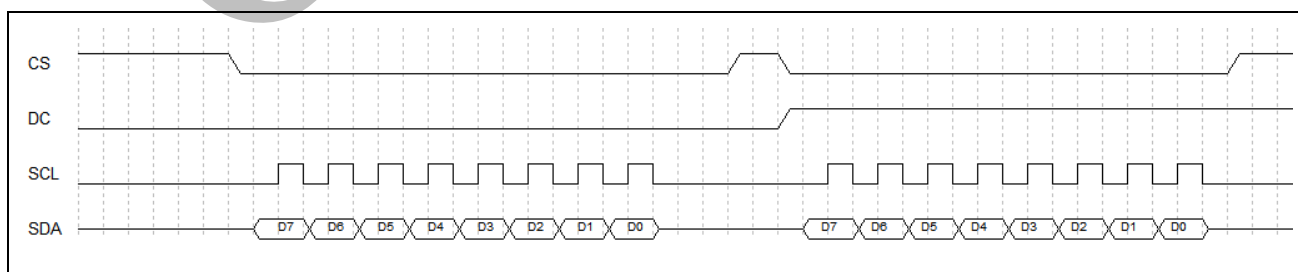 CS
DC
SCL
SDA D7 D6 D5 D4 D3 D2 D1 D0 D7 D6 D5 D4 D3 D2 D1 D0